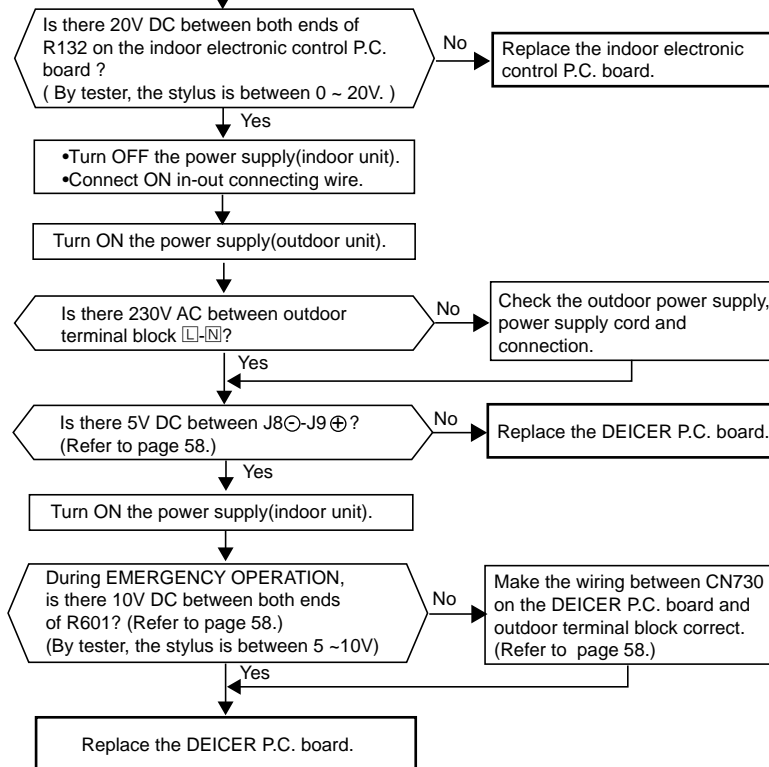 Is there 20V DC between both ends of
R132 on the indoor electronic control P.C.
board ?
( By tester, the stylus is between 0 ~ 20V. )
No
Replace the indoor electronic
control P.C. board.
Yes
•Turn OFF the power supply(indoor unit).
•Connect ON in-out connecting wire.
Turn ON the power supply(outdoor unit).
Is there 230V AC between outdoor
terminal block 🄻-🄽?
No
Check the outdoor power supply,
power supply cord and
connection.
Yes
Is there 5V DC between J8⊖-J9⊕?
(Refer to page 58.)
No
Replace the DEICER P.C. board.
Yes
Turn ON the power supply(indoor unit).
During EMERGENCY OPERATION,
is there 10V DC between both ends
of R601? (Refer to page 58.)
(By tester, the stylus is between 5 ~10V)
No
Make the wiring between CN730
on the DEICER P.C. board and
outdoor terminal block correct.
(Refer to page 58.)
Yes
Replace the DEICER P.C. board.